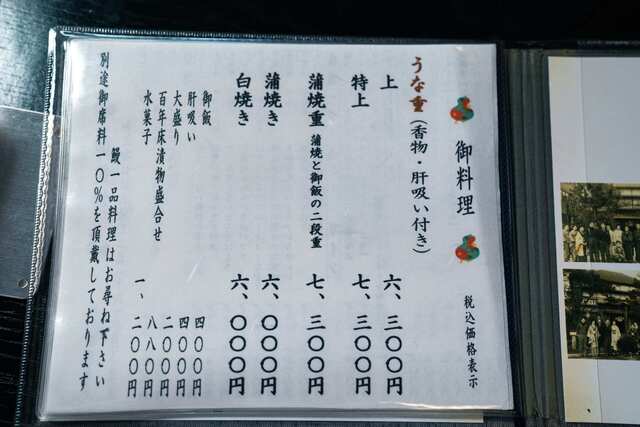 御料理 税込価格表示
うな重(香物・肝吸い付き)
上 六、三〇〇円
特上 七、三〇〇円
蒲焼重 蒲焼と御飯の二段重 七、三〇〇円
蒲焼き 六、〇〇〇円
白焼き 六、〇〇〇円
御飯 四〇〇円
肝吸い 四〇〇円
大盛り 二〇〇円
百年床漬物盛合せ 八八〇円
水菓子 一、二〇〇円
鰻一品料理はお尋ね下さい
別途御席料一〇%を頂戴しております